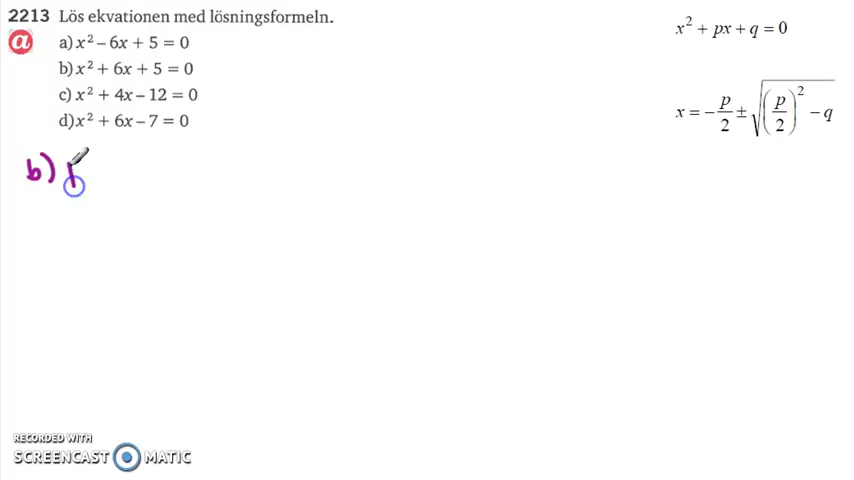 2213 Lös ekvationen med lösningsformeln.
a
a) x² – 6x + 5 = 0
b) x² + 6x + 5 = 0
c) x² + 4x – 12 = 0
d) x² + 6x – 7 = 0
x² + px + q = 0
x = –p/2 ± √((p/2)² – q)
b)
RECORDED WITH
SCREENCAST MATIC